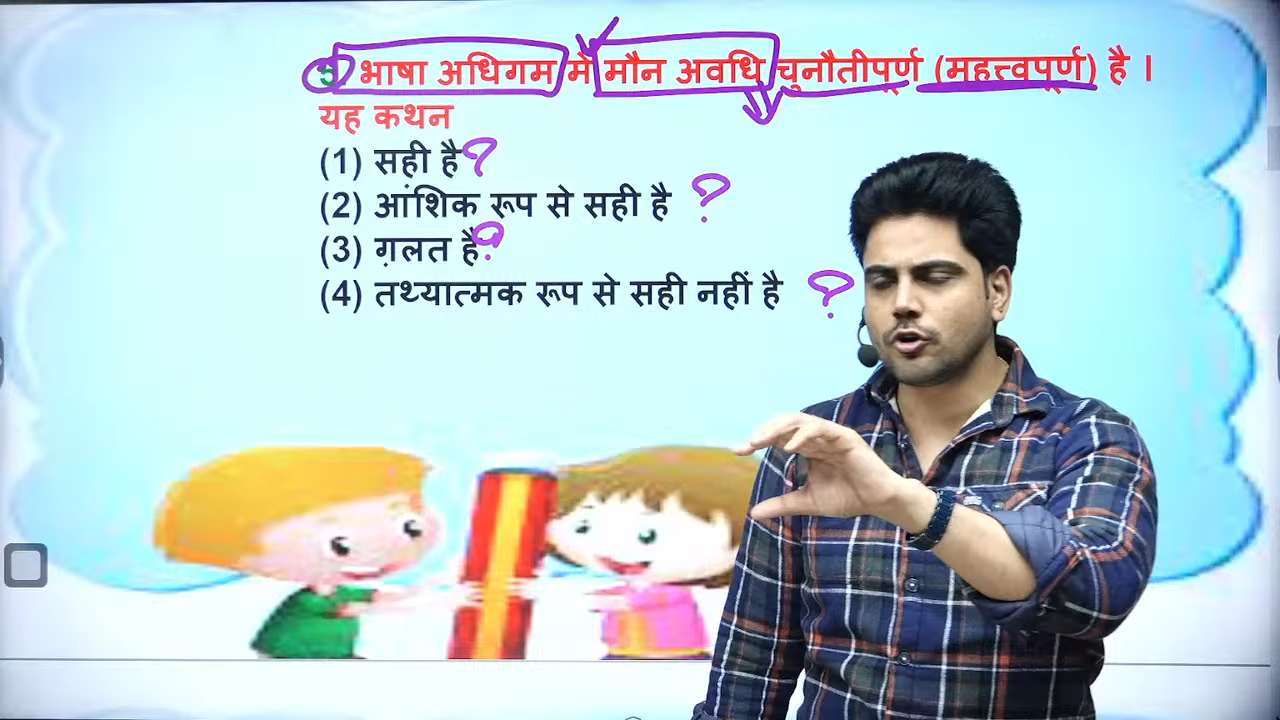 5 भाषा अधिगम में मौन अवधि चुनौतीपूर्ण (महत्त्वपूर्ण) है ।
यह कथन
(1) सही है ?
(2) आंशिक रूप से सही है ?
(3) ग़लत है ?
(4) तथ्यात्मक रूप से सही नहीं है ?